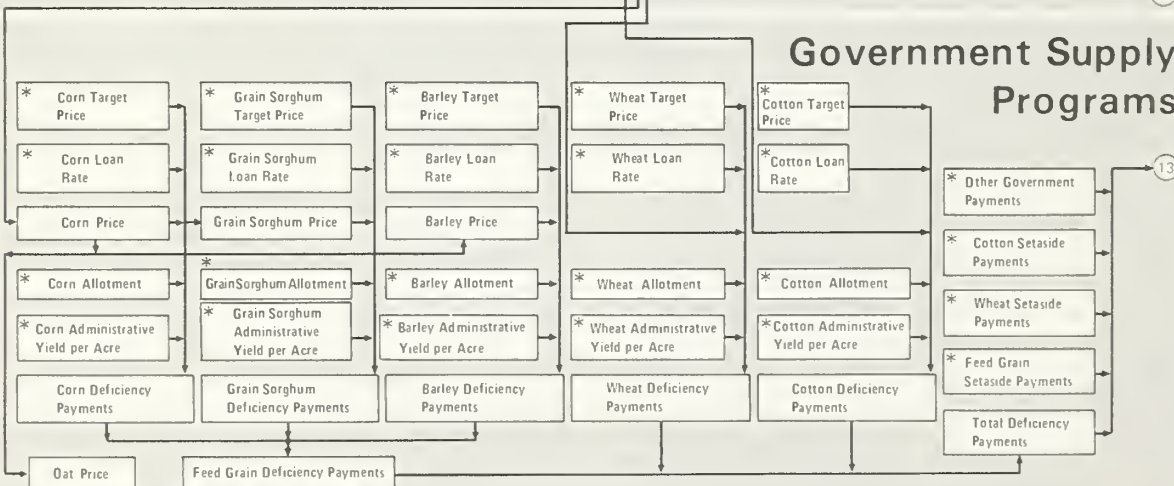 Government Supply
Programs
* Corn Target
Price
* Grain Sorghum
Target Price
* Barley Target
Price
* Wheat Target
Price
* Cotton Target
Price
* Corn Loan
Rate
* Grain Sorghum
Loan Rate
* Barley Loan
Rate
* Wheat Loan
Rate
* Cotton Loan
Rate
13
* Other Government
Payments
Corn Price
Grain Sorghum Price
Barley Price
* Cotton Setaside
Payments
* Corn Allotment
* Grain Sorghum Allotment
* Barley Allotment
* Wheat Allotment
* Cotton Allotment
* Wheat Setaside
Payments
* Corn Administrative
Yield per Acre
* Grain Sorghum
Administrative
Yield per Acre
* Barley Administrative
Yield per Acre
* Wheat Administrative
Yield per Acre
* Cotton Administrative
Yield per Acre
* Feed Grain
Setaside Payments
Corn Deficiency
Payments
Grain Sorghum
Deficiency Payments
Barley Deficiency
Payments
Wheat Deficiency
Payments
Cotton Deficiency
Payments
Total Deficiency
Payments
Oat Price
Feed Grain Deficiency Payments